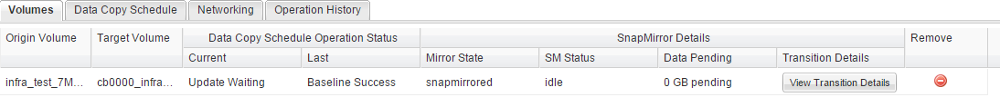 Volumes Data Copy Schedule Networking Operation History
Origin Volume Target Volume Data Copy Schedule Operation Status SnapMirror Details Remove
Current Last Mirror State SM Status Data Pending Transition Details
infra_test_7M... cb0000_infra... Update Waiting Baseline Success snapmirrored idle 0 GB pending View Transition Details